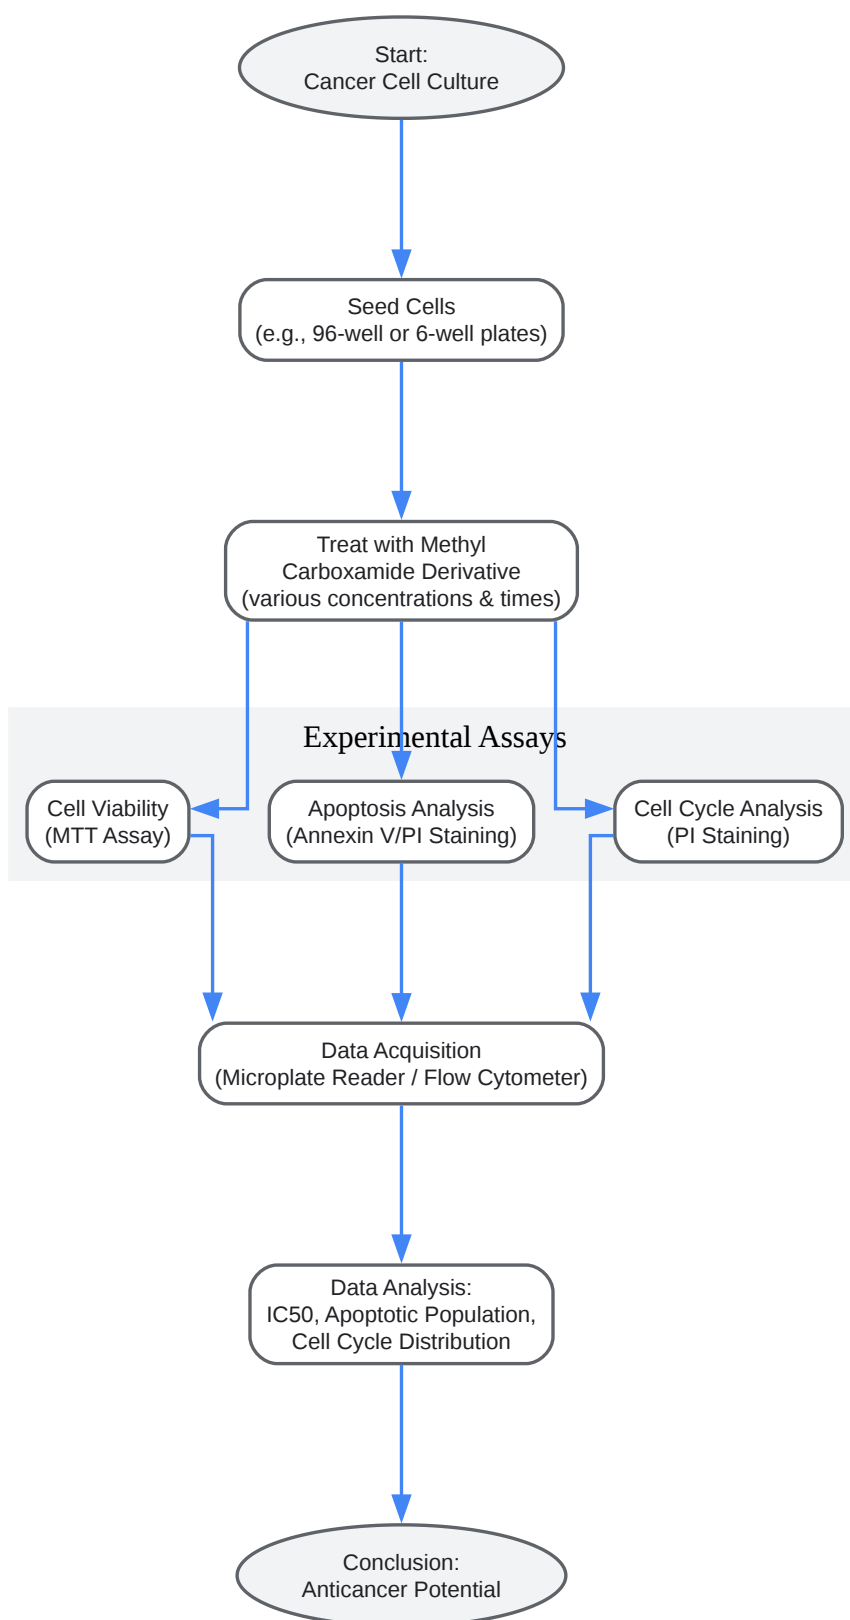 Start:
Cancer Cell Culture
Seed Cells
(e.g., 96-well or 6-well plates)
Treat with Methyl
Carboxamide Derivative
(various concentrations & times)
Experimental Assays
Cell Viability
(MTT Assay)
Apoptosis Analysis
(Annexin V/PI Staining)
Cell Cycle Analysis
(PI Staining)
Data Acquisition
(Microplate Reader / Flow Cytometer)
Data Analysis:
IC50, Apoptotic Population,
Cell Cycle Distribution
Conclusion:
Anticancer Potential